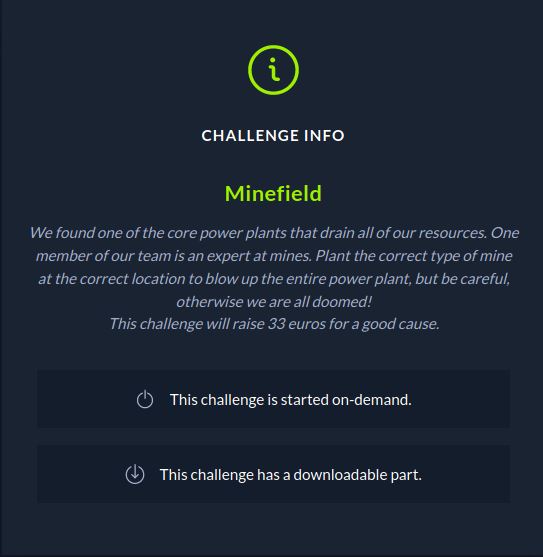 CHALLENGE INFO
Minefield
We found one of the core power plants that drain all of our resources. One
member of our team is an expert at mines. Plant the correct type of mine
at the correct location to blow up the entire power plant, but be careful,
otherwise we are all doomed!
This challenge will raise 33 euros for a good cause.
This challenge is started on-demand.
This challenge has a downloadable part.